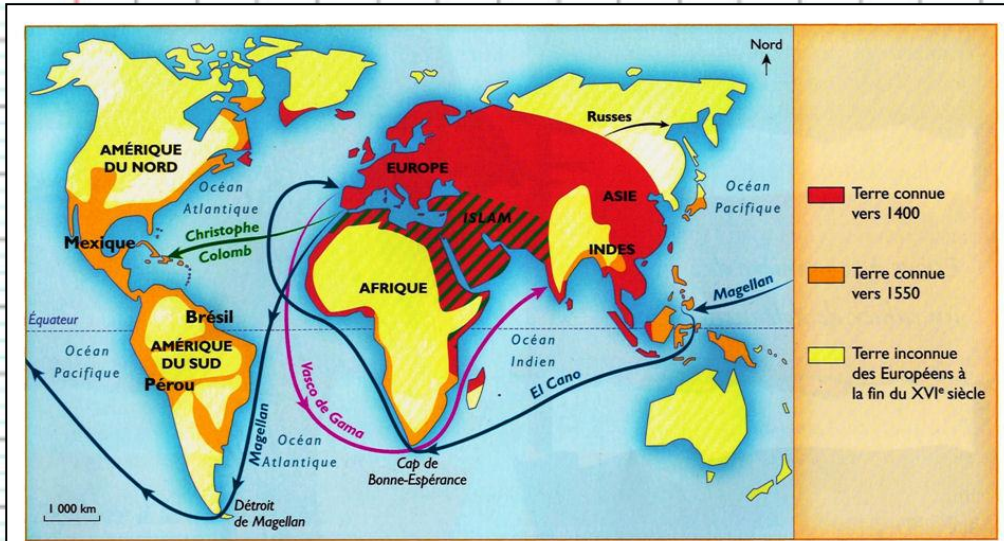 Nord
Russes
AMÉRIQUE
DU NORD
EUROPE
ASIE
Océan
Atlantique
Océan
Pacifique
ISLAM
Christophe
Colomb
Mexique
INDES
AFRIQUE
Magellan
Équateur
Brésil
AMÉRIQUE
DU SUD
Océan
Pacifique
Pérou
Océan
Indien
El Cano
Vasco de Gama
Magellan
Océan
Atlantique
Cap de
Bonne-Espérance
Détroit
de Magellan
1 000 km
Terre connue
vers 1400
Terre connue
vers 1550
Terre inconnue
des Européens à
la fin du XVIe siècle